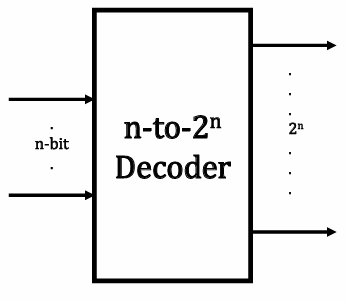 n-bit
n-to-2ⁿ
Decoder
2ⁿ